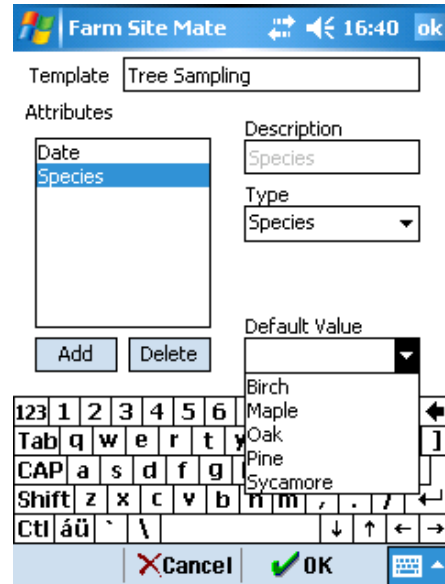 Farm Site Mate 16:40 ok
Template Tree Sampling
Attributes
Description
Date
Species
Species
Type
Species
Default Value
Add Delete
Birch
Maple
Oak
Pine
Sycamore
123 1 2 3 4 5 6
Tab q w e r t y ]
CAP a s d f g
Shift z x c v b n m , . /
Ctl áü ` \
Cancel OK